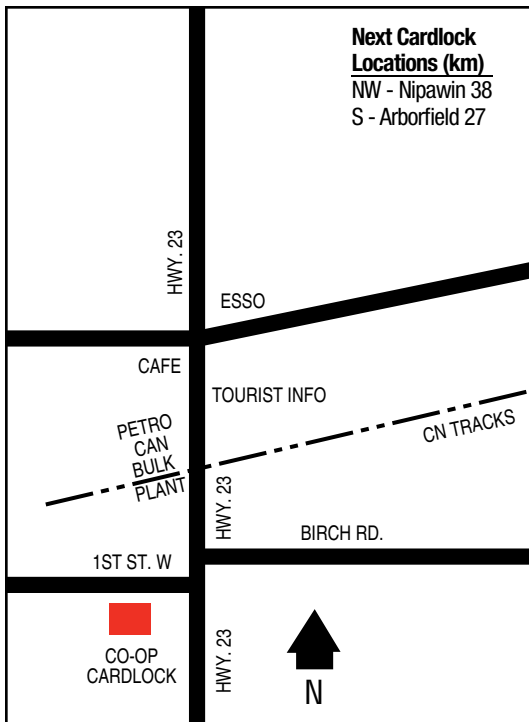 Next Cardlock
Locations (km)
NW - Nipawin 38
S - Arborfield 27
HWY. 23
ESSO
CAFE
TOURIST INFO
PETRO
CAN
BULK
PLANT
CN TRACKS
HWY. 23
BIRCH RD.
1ST ST. W
CO-OP
CARDLOCK
HWY. 23
N